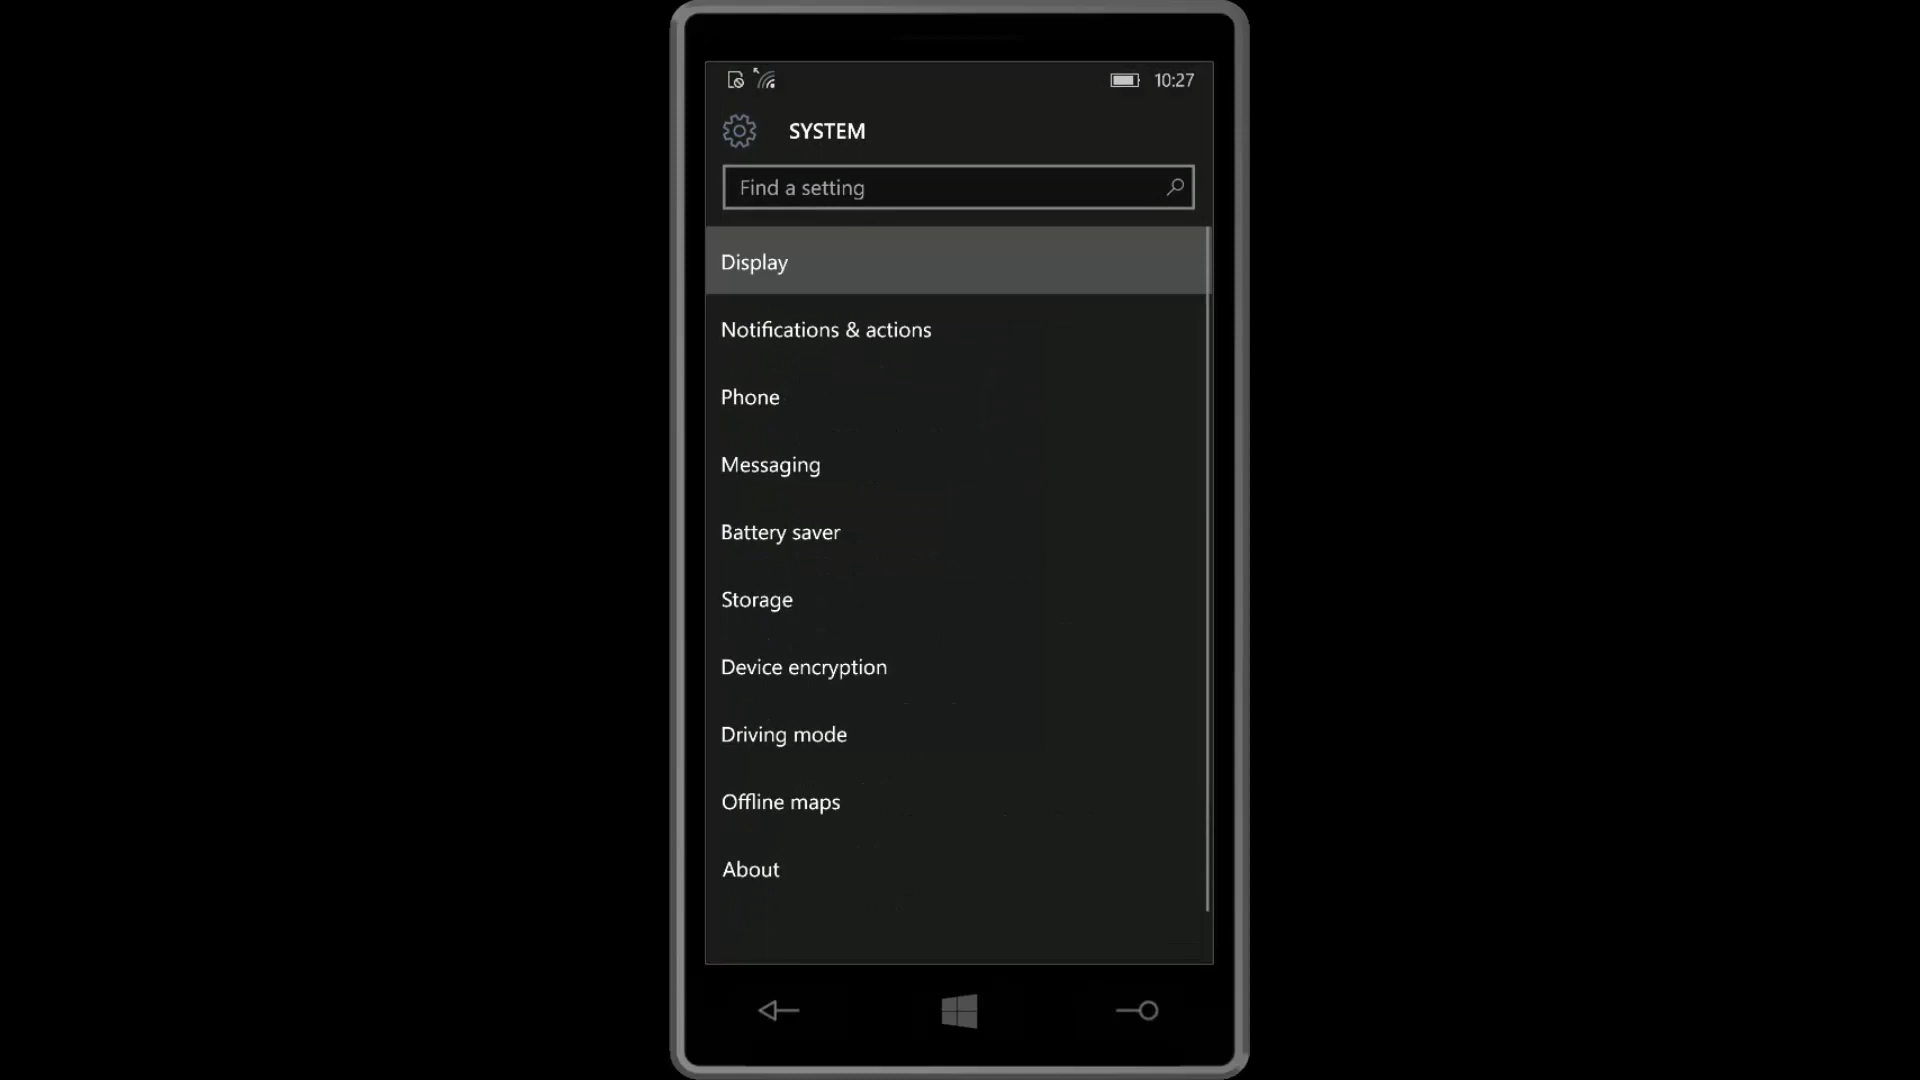 10:27
SYSTEM
Find a setting
Display
Notifications & actions
Phone
Messaging
Battery saver
Storage
Device encryption
Driving mode
Offline maps
About